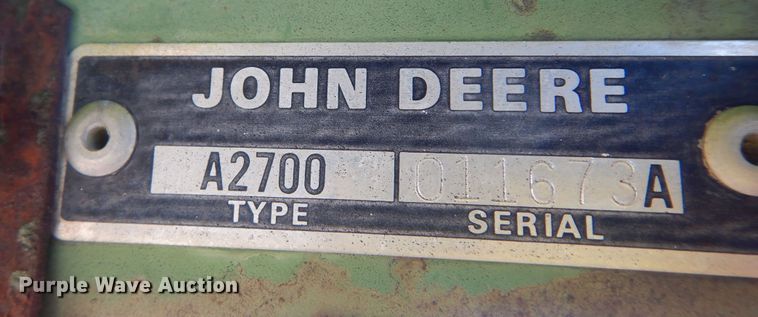 JOHN DEERE
A2700 011673A
TYPE SERIAL
Purple Wave Auction